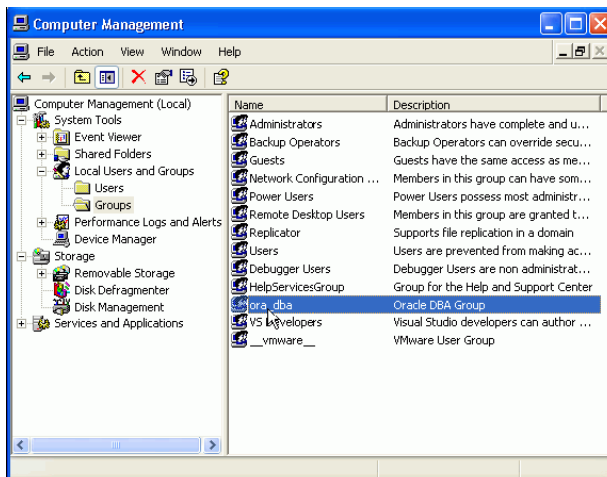 Computer Management
File Action View Window Help
Computer Management (Local)
System Tools
Event Viewer
Shared Folders
Local Users and Groups
Users
Groups
Performance Logs and Alerts
Device Manager
Storage
Removable Storage
Disk Defragmenter
Disk Management
Services and Applications
Name Description
Administrators Administrators have complete and u...
Backup Operators Backup Operators can override secu...
Guests Guests have the same access as me...
Network Configuration ... Members in this group can have som...
Power Users Power Users possess most administr...
Remote Desktop Users Members in this group are granted t...
Replicator Supports file replication in a domain
Users Users are prevented from making ac...
Debugger Users Debugger Users are non administrat...
HelpServicesGroup Group for the Help and Support Center
ora_dba Oracle DBA Group
VS Developers Visual Studio developers can author ...
__vmware__ VMware User Group